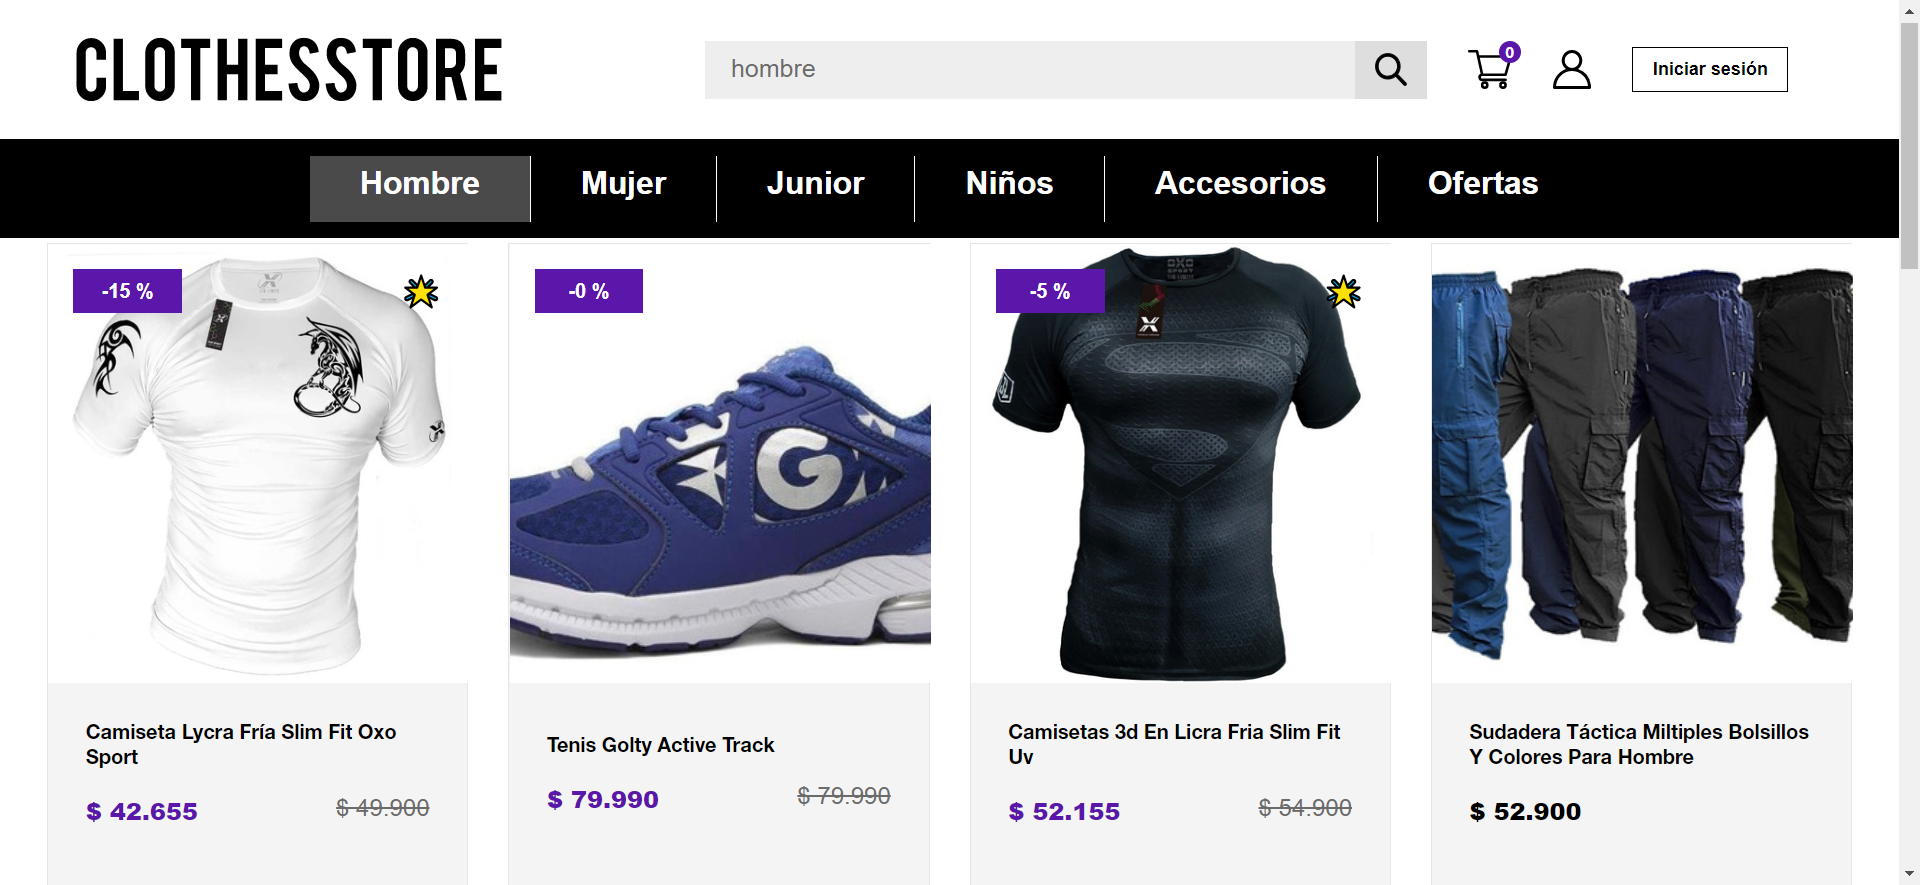 CLOTHESSTORE
hombre
0
Iniciar sesión
Hombre
Mujer
Junior
Niños
Accesorios
Ofertas
-15 %
-0 %
G
-5 %
OXO
SPORT
Camiseta Lycra Fría Slim Fit Oxo
Sport
$ 42.655
$ 49.900
Tenis Golty Active Track
$ 79.990
$ 79.990
Camisetas 3d En Licra Fria Slim Fit
Uv
$ 52.155
$ 54.900
Sudadera Táctica Miltiples Bolsillos
Y Colores Para Hombre
$ 52.900